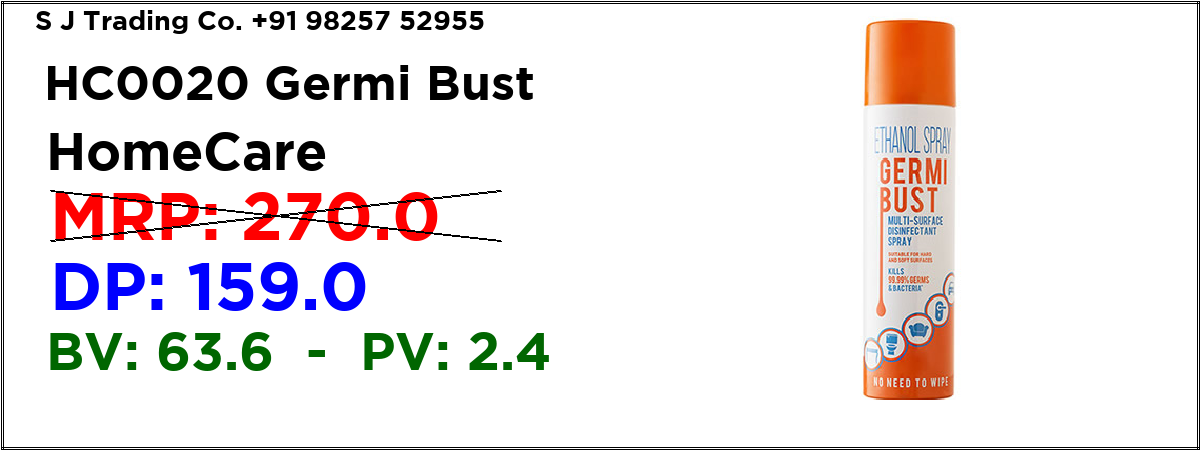 S J Trading Co. +91 98257 52955
HC0020 Germi Bust
HomeCare
MRP: 270.0
DP: 159.0
BV: 63.6 - PV: 2.4
ETHANOL SPRAY
GERMI
BUST
MULTI-SURFACE
DISINFECTANT
SPRAY
SUITABLE FOR HARD
AND SOFT SURFACES
KILLS
99.99% GERMS
& BACTERIA*
NO NEED TO WIPE